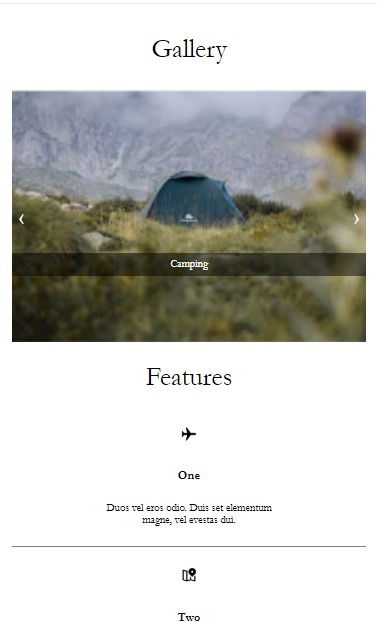 Gallery
‹ ›
Camping
Features
One
Duos vel eros odio. Duis set elementum
magne, vel evestas dui.
Two